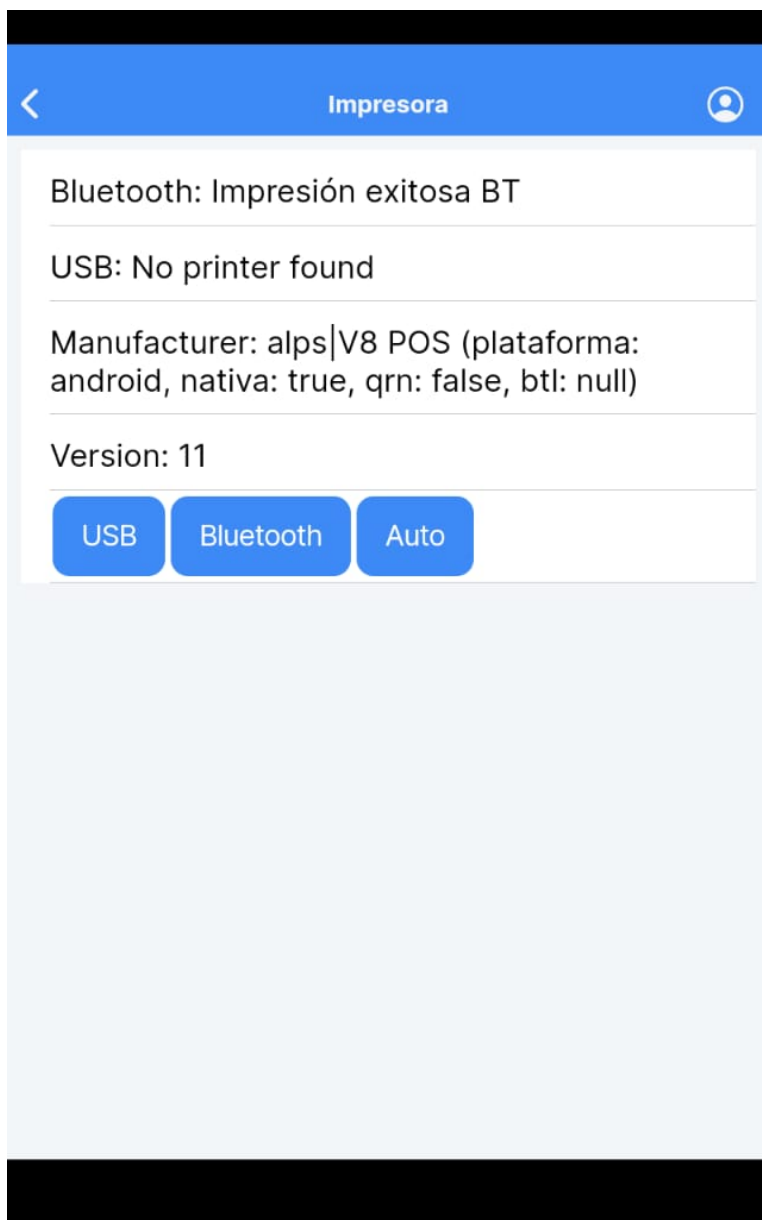 Impresora
Bluetooth: Impresión exitosa BT
USB: No printer found
Manufacturer: alps|V8 POS (plataforma:
android, nativa: true, qrn: false, btl: null)
Version: 11
USB Bluetooth Auto